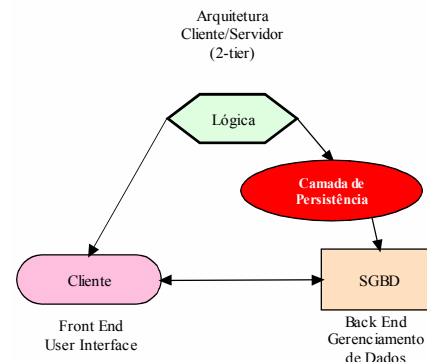 Arquitetura
Cliente/Servidor
(2-tier)
Lógica
Camada de
Persistência
Cliente
SGBD
Front End
User Interface
Back End
Gerenciamento
de Dados